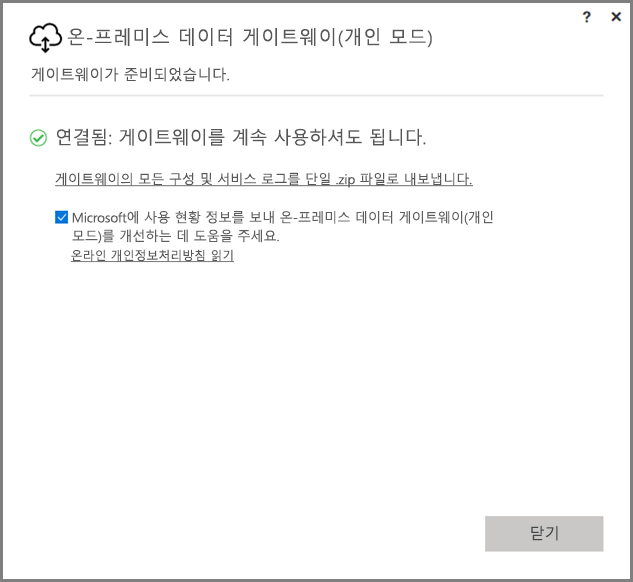 ? ×
온-프레미스 데이터 게이트웨이(개인 모드)
게이트웨이가 준비되었습니다.
연결됨: 게이트웨이를 계속 사용하셔도 됩니다.
게이트웨이의 모든 구성 및 서비스 로그를 단일 .zip 파일로 내보냅니다.
Microsoft에 사용 현황 정보를 보내 온-프레미스 데이터 게이트웨이(개인
모드)를 개선하는 데 도움을 주세요.
온라인 개인정보처리방침 읽기
닫기